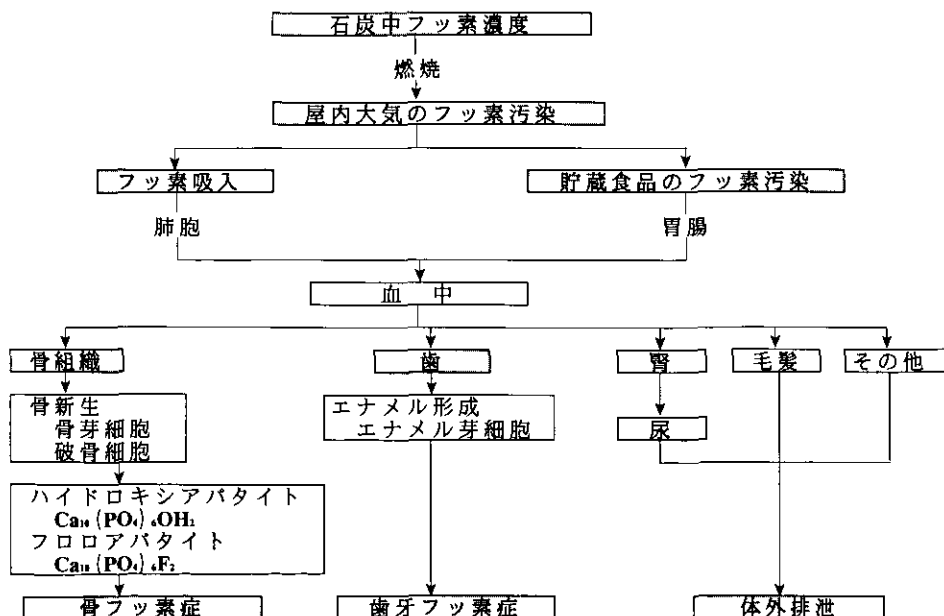 石炭中フッ素濃度
燃焼
屋内大気のフッ素汚染
フッ素吸入
貯蔵食品のフッ素汚染
肺胞
胃腸
血中
骨組織
歯
腎
毛髪
その他
骨新生
骨芽細胞
破骨細胞
エナメル形成
エナメル芽細胞
尿
ハイドロキシアパタイト
Ca₁₀(PO₄)₆OH₂
フロロアパタイト
Ca₁₀(PO₄)₆F₂
骨フッ素症
歯牙フッ素症
体外排泄